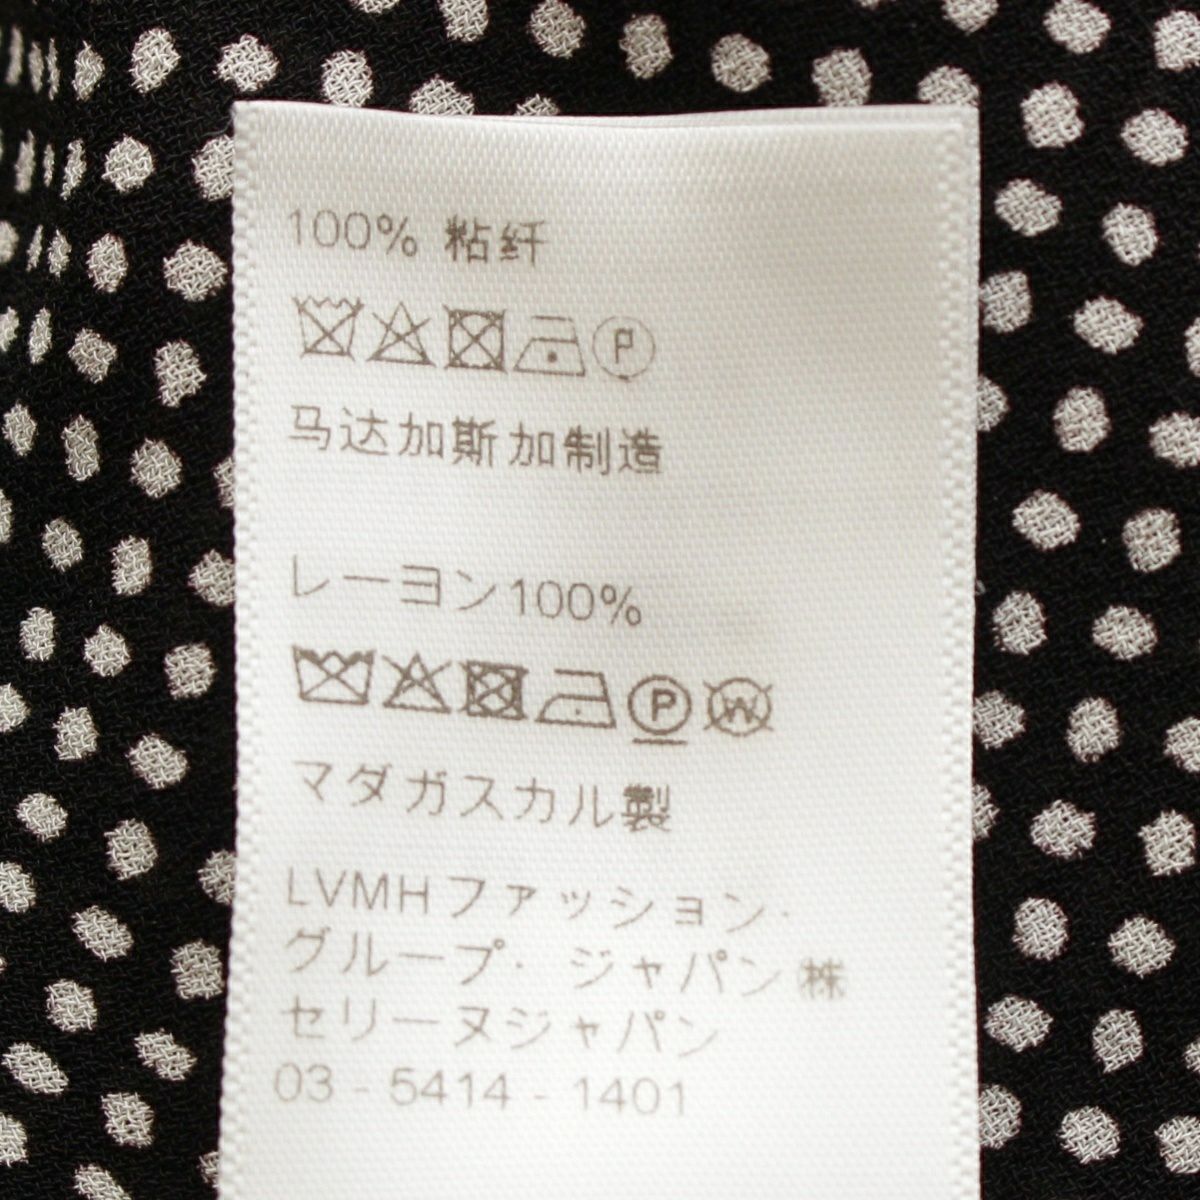 100% 粘纤
P
马达加斯加制造
レーヨン100%
P W
マダガスカル製
LVMHファッション・
グループ・ジャパン㈱
セリーヌジャパン
03-5414-1401